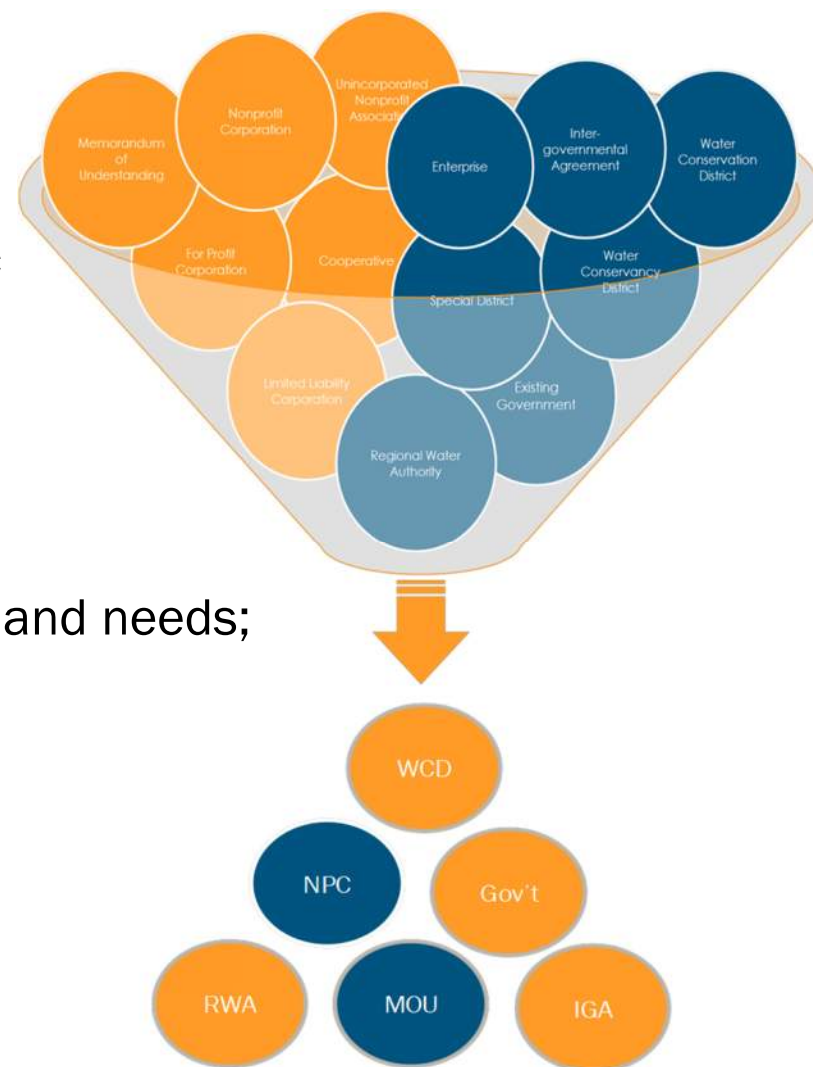 Unincorporated
Nonprofit
Association
Nonprofit
Corporation
Memorandum
of
Understanding
Enterprise
Inter-
governmental
Agreement
Water
Conservation
District
For Profit
Corporation
Cooperative
Special District
Water
Conservancy
District
Limited Liability
Corporation
Existing
Government
Regional Water
Authority
and needs;
WCD
NPC
Gov't
RWA
MOU
IGA